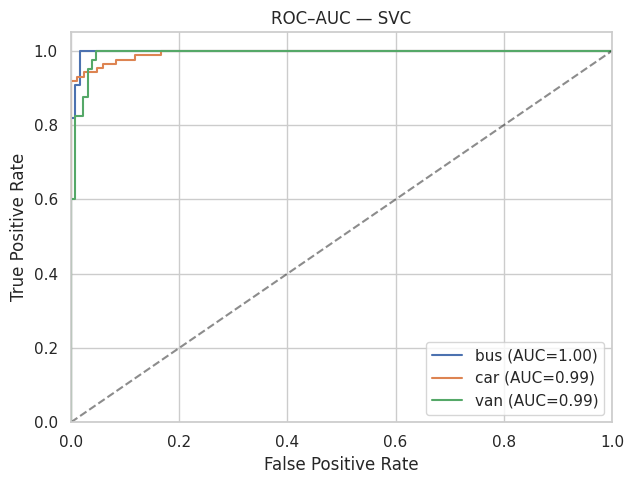 ROC–AUC — SVC
True Positive Rate
1.0
0.8
0.6
0.4
0.2
0.0
0.0 0.2 0.4 0.6 0.8 1.0
False Positive Rate
bus (AUC=1.00)
car (AUC=0.99)
van (AUC=0.99)